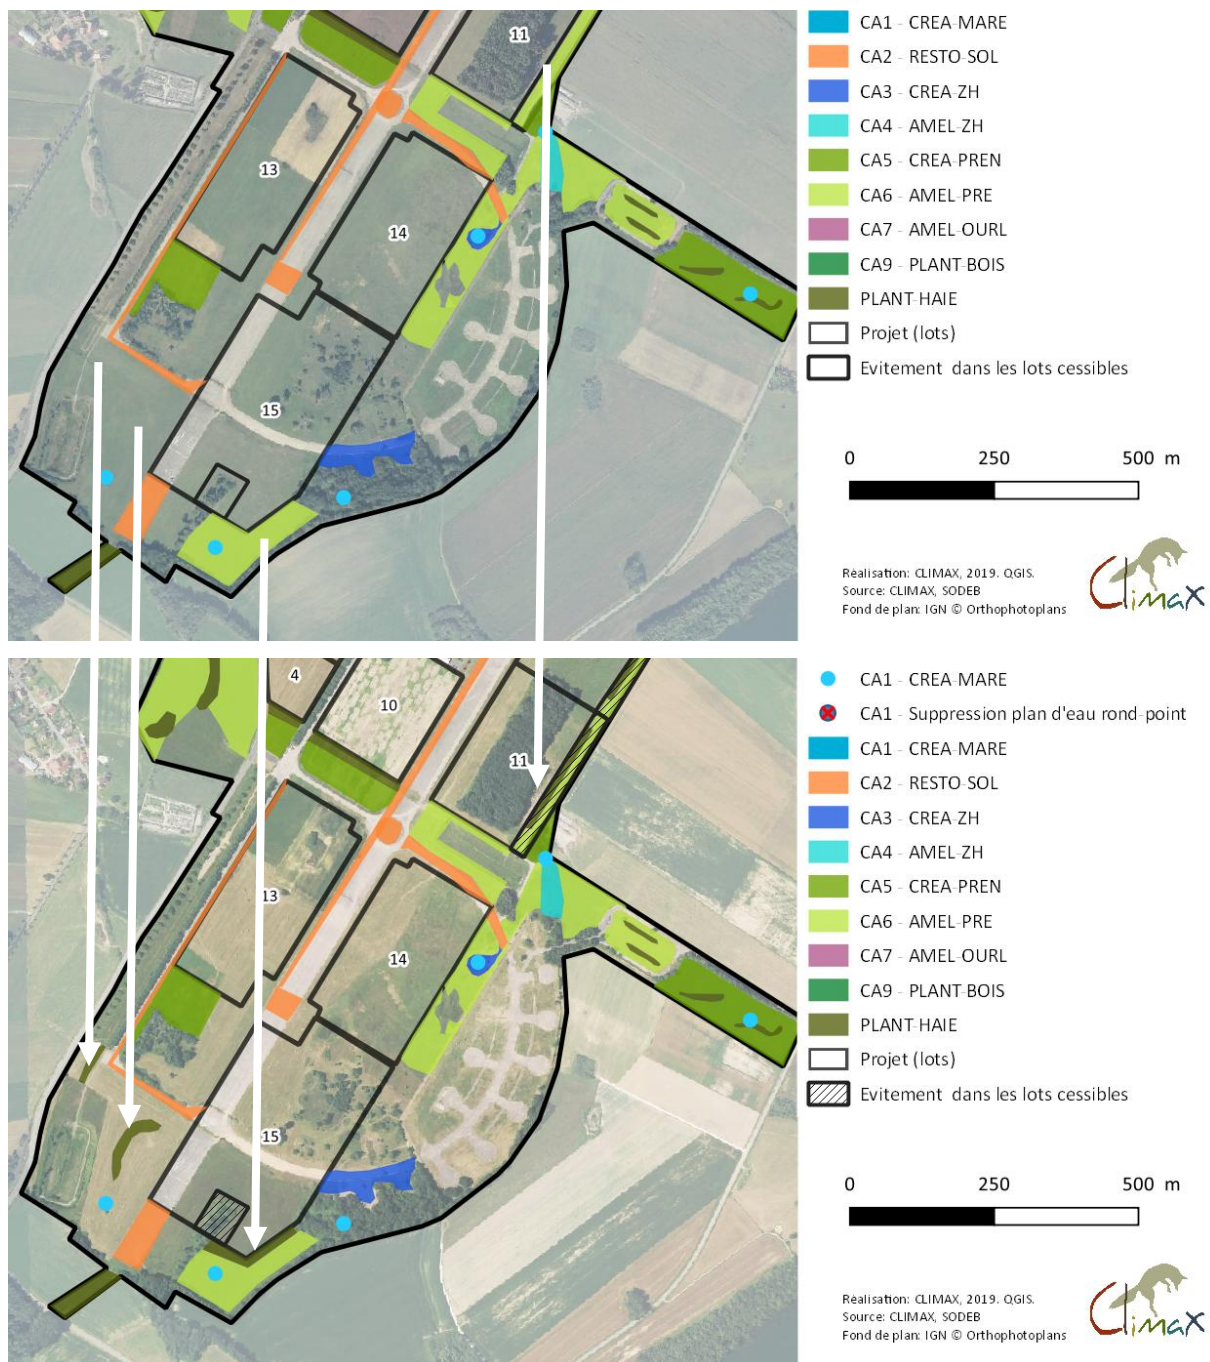 CA1 - CREA-MARE
CA2 - RESTO-SOL
CA3 - CREA-ZH
CA4 - AMEL-ZH
CA5 - CREA-PREN
CA6 - AMEL-PRE
CA7 - AMEL-OURL
CA9 - PLANT-BOIS
PLANT-HAIE
Projet (lots)
Evitement dans les lots cessibles
11
13
14
15
0 250 500 m
Réalisation: CLIMAX, 2019. QGIS.
Source: CLIMAX, SODEB
Fond de plan: IGN © Orthophotoplans
ClimaX
CA1 - CREA-MARE
CA1 - Suppression plan d'eau rond-point
CA1 - CREA-MARE
CA2 - RESTO-SOL
CA3 - CREA-ZH
CA4 - AMEL-ZH
CA5 - CREA-PREN
CA6 - AMEL-PRE
CA7 - AMEL-OURL
CA9 - PLANT-BOIS
PLANT-HAIE
Projet (lots)
Evitement dans les lots cessibles
4
10
11
13
14
15
0 250 500 m
Réalisation: CLIMAX, 2019. QGIS.
Source: CLIMAX, SODEB
Fond de plan: IGN © Orthophotoplans
ClimaX